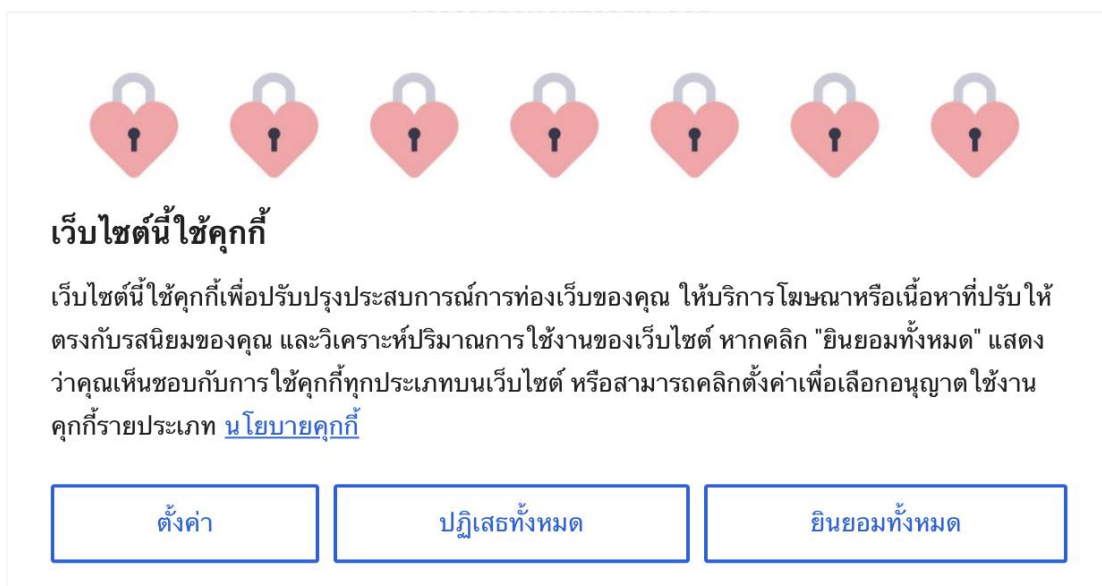 เว็บไซต์นี้ใช้คุกกี้
เว็บไซต์นี้ใช้คุกกี้เพื่อปรับปรุงประสบการณ์การท่องเว็บของคุณ ให้บริการโฆษณาหรือเนื้อหาที่ปรับให้
ตรงกับรสนิยมของคุณ และวิเคราะห์ปริมาณการใช้งานของเว็บไซต์ หากคลิก "ยินยอมทั้งหมด" แสดง
ว่าคุณเห็นชอบกับการใช้คุกกี้ทุกประเภทบนเว็บไซต์ หรือสามารถคลิกตั้งค่าเพื่อเลือกอนุญาตใช้งาน
คุกกี้รายประเภท นโยบายคุกกี้
ตั้งค่า
ปฏิเสธทั้งหมด
ยินยอมทั้งหมด